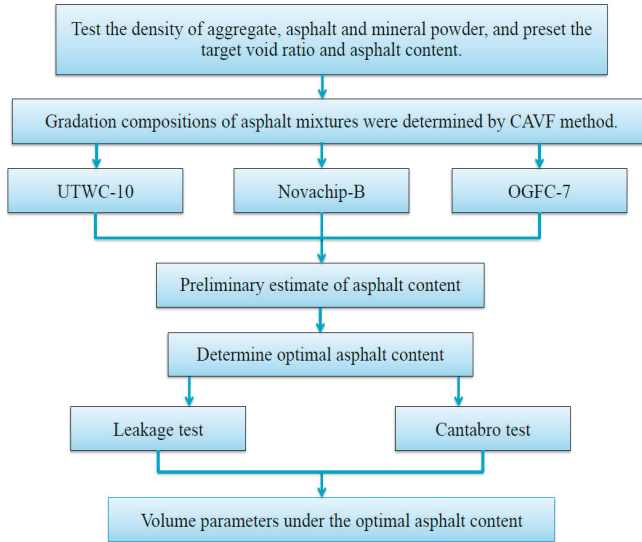 Test the density of aggregate, asphalt and mineral powder, and preset the
target void ratio and asphalt content.
Gradation compositions of asphalt mixtures were determined by CAVF method.
UTWC-10
Novachip-B
OGFC-7
Preliminary estimate of asphalt content
Determine optimal asphalt content
Leakage test
Cantabro test
Volume parameters under the optimal asphalt content